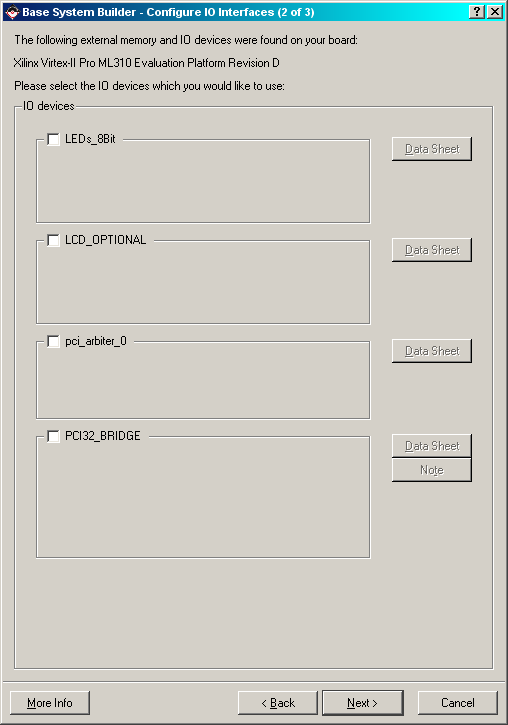 Base System Builder - Configure IO Interfaces (2 of 3)
The following external memory and IO devices were found on your board:
Xilinx Virtex-II Pro ML310 Evaluation Platform Revision D
Please select the IO devices which you would like to use:
IO devices
LEDs_8Bit
Data Sheet
LCD_OPTIONAL
Data Sheet
pci_arbiter_0
Data Sheet
PCI32_BRIDGE
Data Sheet
Note
More Info
< Back
Next >
Cancel